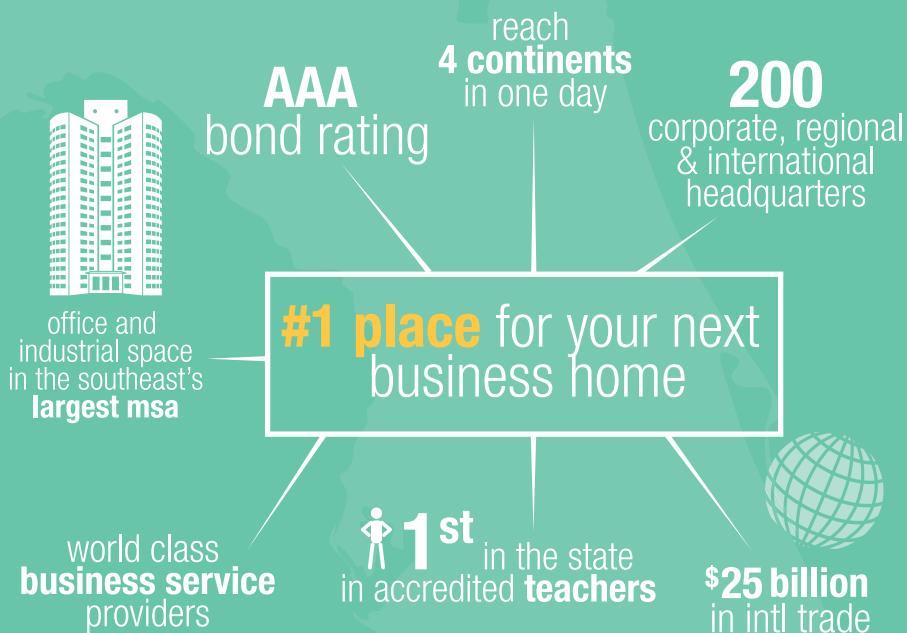 reach
4 continents
in one day
AAA
bond rating
200
corporate, regional
& international
headquarters
#1 place for your next
business home
office and
industrial space
in the southeast's
largest msa
world class
business service
providers
1st in the state
in accredited teachers
$25 billion
in intl trade